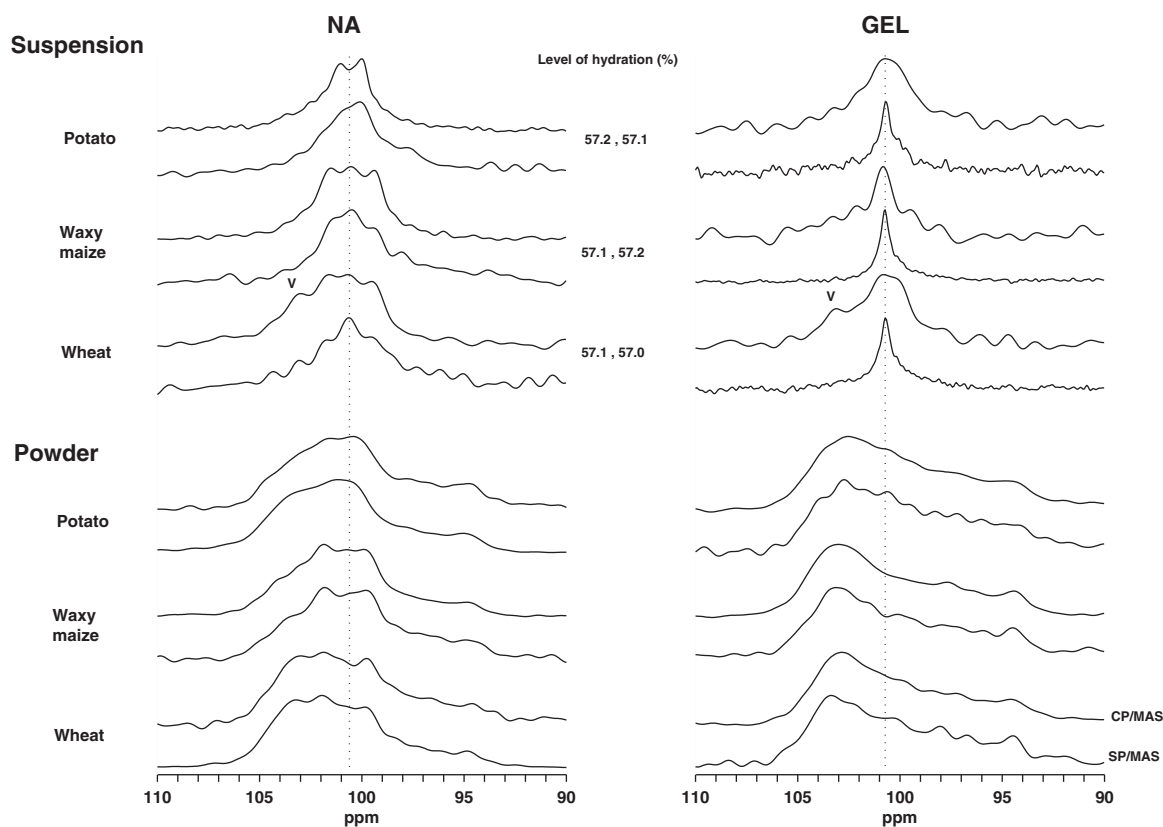 NA
GEL
Suspension
Level of hydration (%)
Potato
57.2 , 57.1
Waxy
maize
57.1 , 57.2
V
V
Wheat
57.1 , 57.0
Powder
Potato
Waxy
maize
Wheat
CP/MAS
SP/MAS
110 105 100 95 90
ppm
110 105 100 95 90
ppm